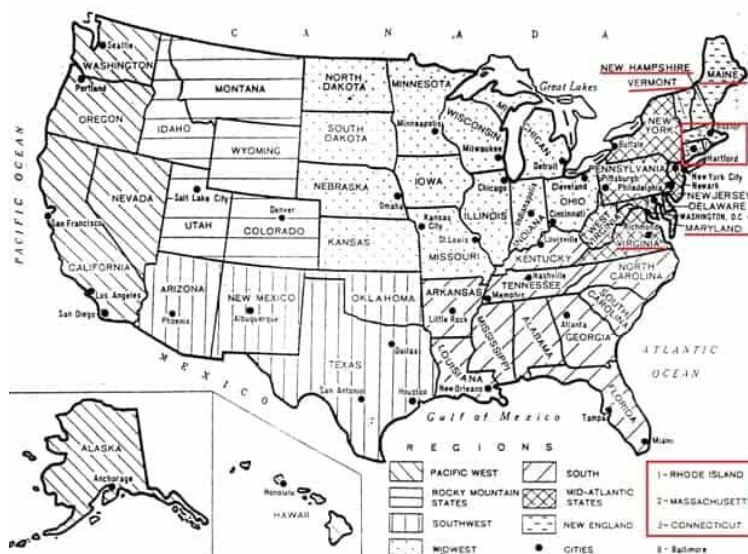 C A N A D A
Seattle
WASHINGTON
Portland
OREGON
MONTANA
IDAHO
WYOMING
NORTH
DAKOTA
SOUTH
DAKOTA
MINNESOTA
Minneapolis
WISCONSIN
Milwaukee
MICHIGAN
Detroit
Great Lakes
NEW HAMPSHIRE
VERMONT
MAINE
NEW
YORK
Buffalo
Hartford
PENNSYLVANIA
Pittsburgh
Philadelphia
New York City
Newark
NEW JERSEY
DELAWARE
WASHINGTON, D.C.
MARYLAND
PACIFIC OCEAN
NEVADA
San Francisco
CALIFORNIA
Los Angeles
San Diego
Salt Lake City
UTAH
Denver
COLORADO
NEBRASKA
Omaha
KANSAS
IOWA
Kansas
City
St. Louis
MISSOURI
Chicago
ILLINOIS
Indianapolis
INDIANA
Cleveland
OHIO
Cincinnati
Louisville
KENTUCKY
WEST
VIRGINIA
Richmond
VIRGINIA
ARIZONA
Phoenix
NEW MEXICO
Albuquerque
OKLAHOMA
TEXAS
Dallas
San Antonio
Houston
ARKANSAS
Little Rock
LOUISIANA
New Orleans
Nashville
TENNESSEE
Memphis
MISSISSIPPI
ALABAMA
Atlanta
GEORGIA
NORTH
CAROLINA
SOUTH
CAROLINA
FLORIDA
Tampa
Miami
ATLANTIC
OCEAN
MEXICO
Gulf of Mexico
ALASKA
Anchorage
Honolulu
HAWAII
REGIONS
PACIFIC WEST
ROCKY MOUNTAIN
STATES
SOUTHWEST
MIDWEST
SOUTH
MID-ATLANTIC
STATES
NEW ENGLAND
CITIES
1 - RHODE ISLAND
2 - MASSACHUSETTS
3 - CONNECTICUT
B - Baltimore